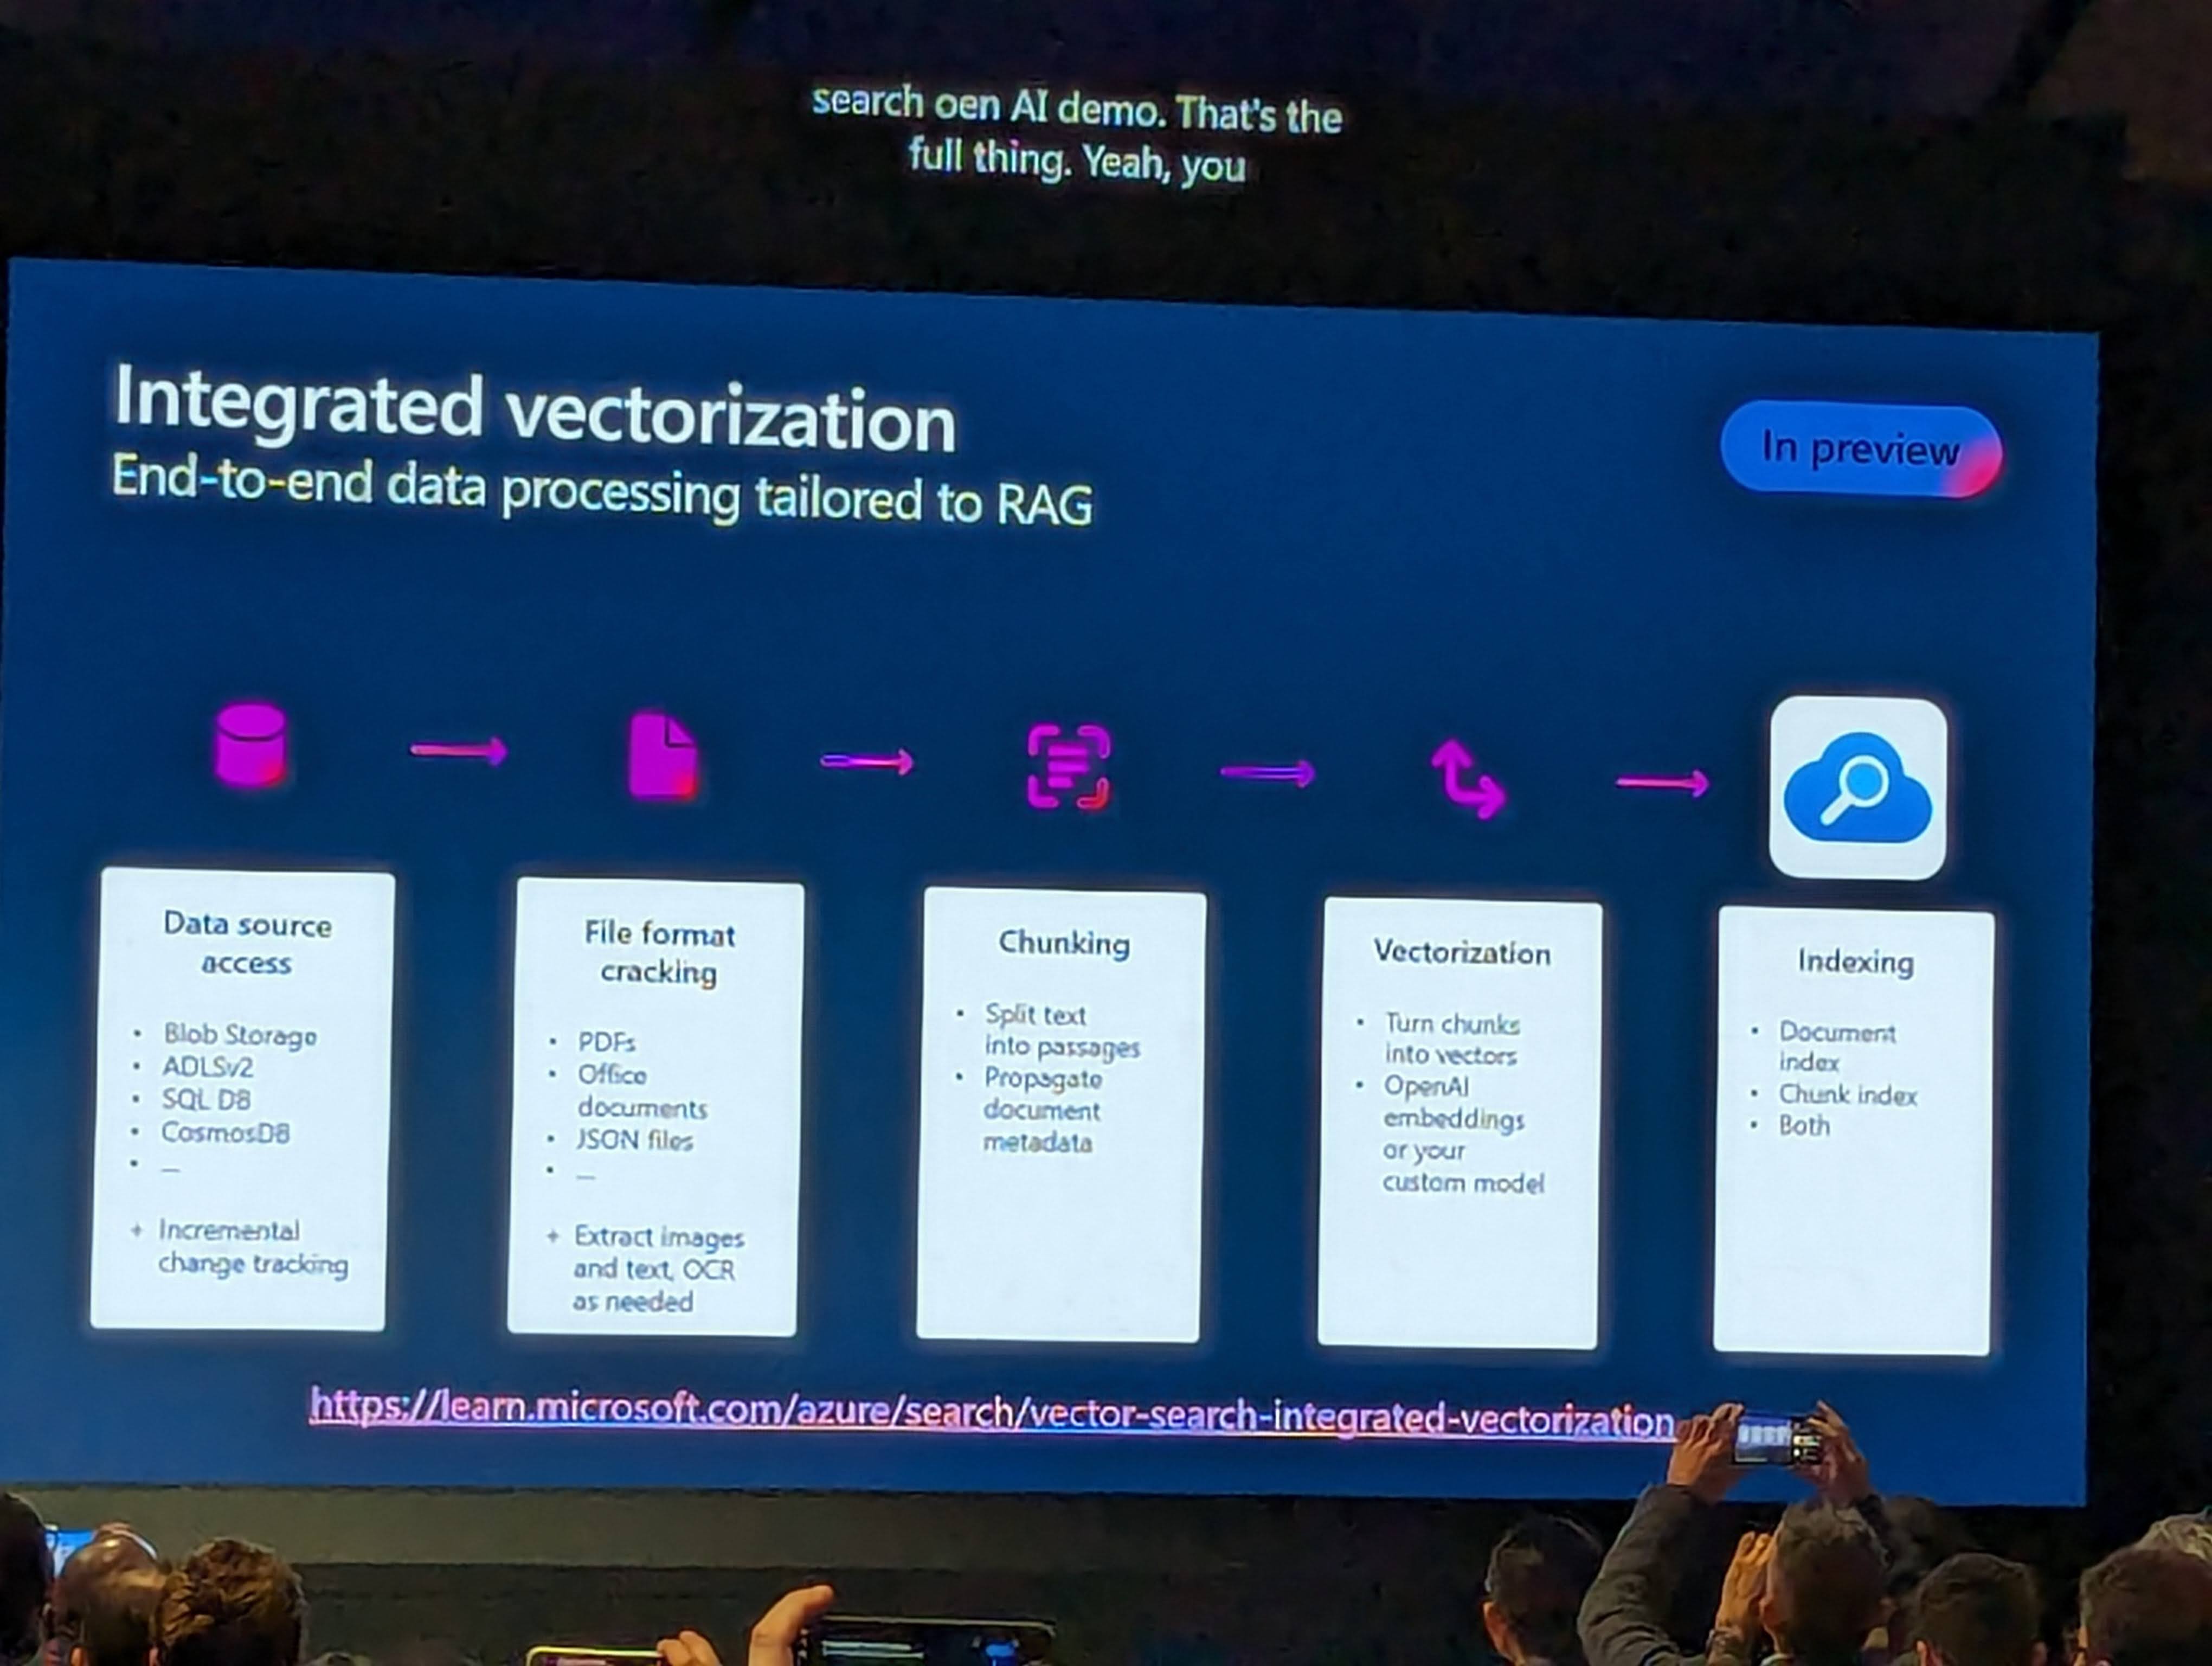 search oen AI demo. That's the
full thing. Yeah, you
Integrated vectorization
End-to-end data processing tailored to RAG
In preview
Data source
access
• Blob Storage
• ADLSv2
• SQL DB
• CosmosDB
• ...
+ Incremental
change tracking
File format
cracking
• PDFs
• Office
documents
• JSON files
• ...
+ Extract images
and text, OCR
as needed
Chunking
• Split text
into passages
• Propagate
document
metadata
Vectorization
• Turn chunks
into vectors
• OpenAI
embeddings
or your
custom model
Indexing
• Document
index
• Chunk index
• Both
https://learn.microsoft.com/azure/search/vector-search-integrated-vectorization